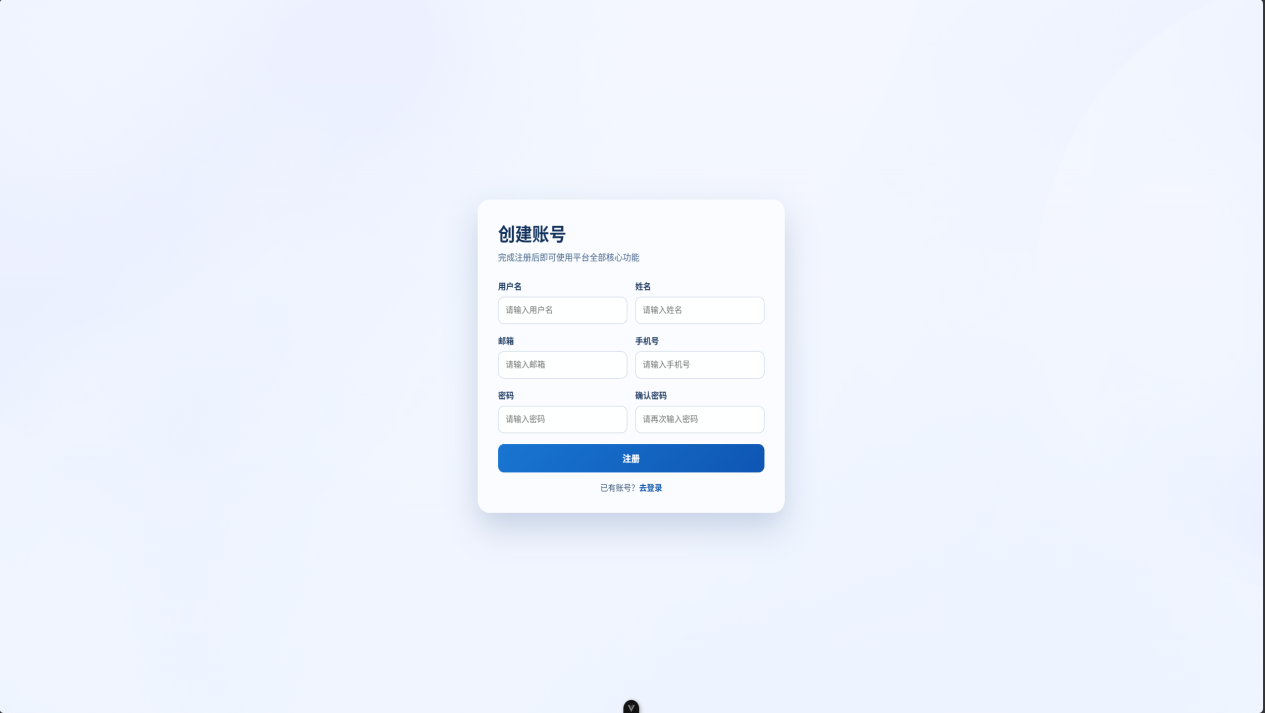 创建账号
完成注册后即可使用平台全部核心功能
用户名 姓名
请输入用户名 请输入姓名
邮箱 手机号
请输入邮箱 请输入手机号
密码 确认密码
请输入密码 请再次输入密码
注册
已有账号？去登录